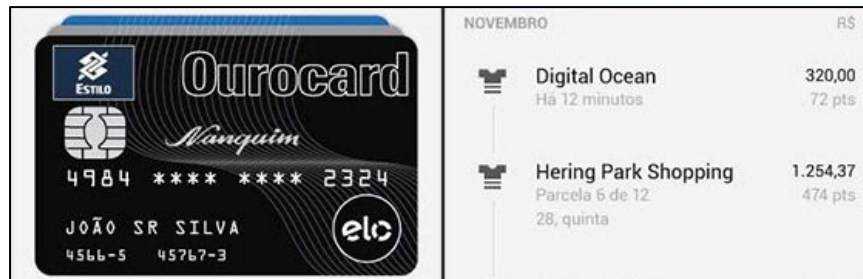 ESTILO
Ourocard
Nanquim
4984 **** **** 2324
JOÃO SR SILVA
4566-5 45767-3
elo
NOVEMBRO R$
Digital Ocean 320,00
Há 12 minutos 72 pts
Hering Park Shopping 1.254,37
Parcela 6 de 12 474 pts
28, quinta